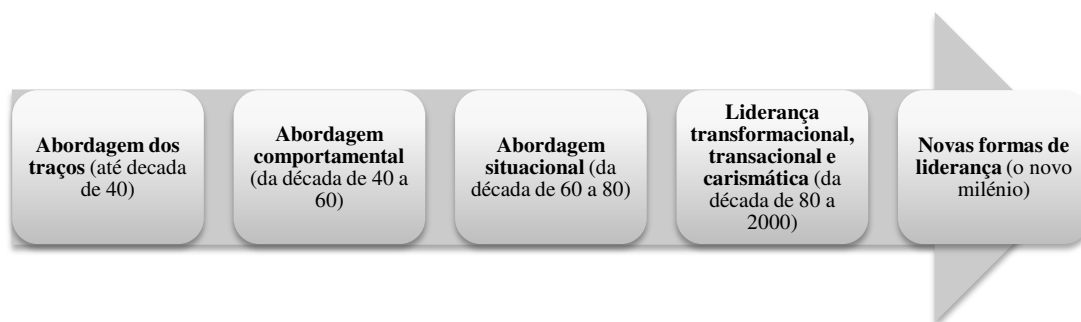 Abordagem dos
traços (até decada
de 40)
Abordagem
comportamental
(da década de 40 a
60)
Abordagem
situacional (da
década de 60 a 80)
Liderança
transformacional,
transacional e
carismática (da
década de 80 a
2000)
Novas formas de
liderança (o novo
milénio)